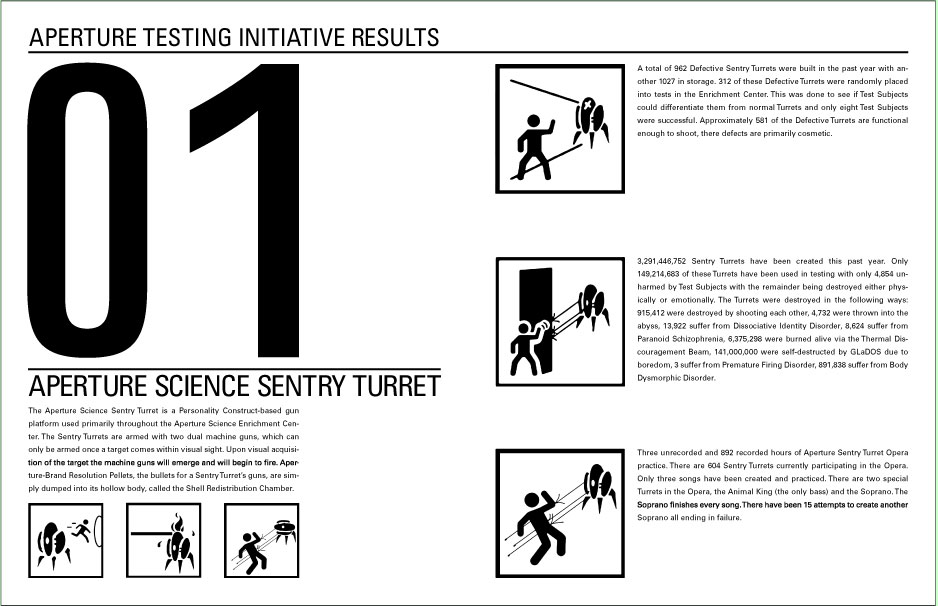 APERTURE TESTING INITIATIVE RESULTS
01
APERTURE SCIENCE SENTRY TURRET
The Aperture Science Sentry Turret is a Personality Construct-based gun
platform used primarily throughout the Aperture Science Enrichment Cen-
ter. The Sentry Turrets are armed with two dual machine guns, which can
only be armed once a target comes within visual sight. Upon visual acquisi-
tion of the target the machine guns will emerge and will begin to fire. Aper-
ture-Brand Resolution Pellets, the bullets for a Sentry Turret's guns, are sim-
ply dumped into its hollow body, called the Shell Redistribution Chamber.
A total of 962 Defective Sentry Turrets were built in the past year with an-
other 1027 in storage. 312 of these Defective Turrets were randomly placed
into tests in the Enrichment Center. This was done to see if Test Subjects
could differentiate them from normal Turrets and only eight Test Subjects
were successful. Approximately 581 of the Defective Turrets are functional
enough to shoot, there defects are primarily cosmetic.
3,291,446,752 Sentry Turrets have been created this past year. Only
149,214,683 of these Turrets have been used in testing with only 4,854 un-
harmed by Test Subjects with the remainder being destroyed either phys-
ically or emotionally. The Turrets were destroyed in the following ways:
915,412 were destroyed by shooting each other, 4,732 were thrown into the
abyss, 13,922 suffer from Dissociative Identity Disorder, 8,624 suffer from
Paranoid Schizophrenia, 6,375,298 were burned alive via the Thermal Dis-
couragement Beam, 141,000,000 were self-destructed by GLaDOS due to
boredom, 3 suffer from Premature Firing Disorder, 891,838 suffer from Body
Dysmorphic Disorder.
Three unrecorded and 892 recorded hours of Aperture Sentry Turret Opera
practice. There are 604 Sentry Turrets currently participating in the Opera.
Only three songs have been created and practiced. There are two special
Turrets in the Opera, the Animal King (the only bass) and the Soprano. The
Soprano finishes every song. There have been 15 attempts to create another
Soprano all ending in failure.